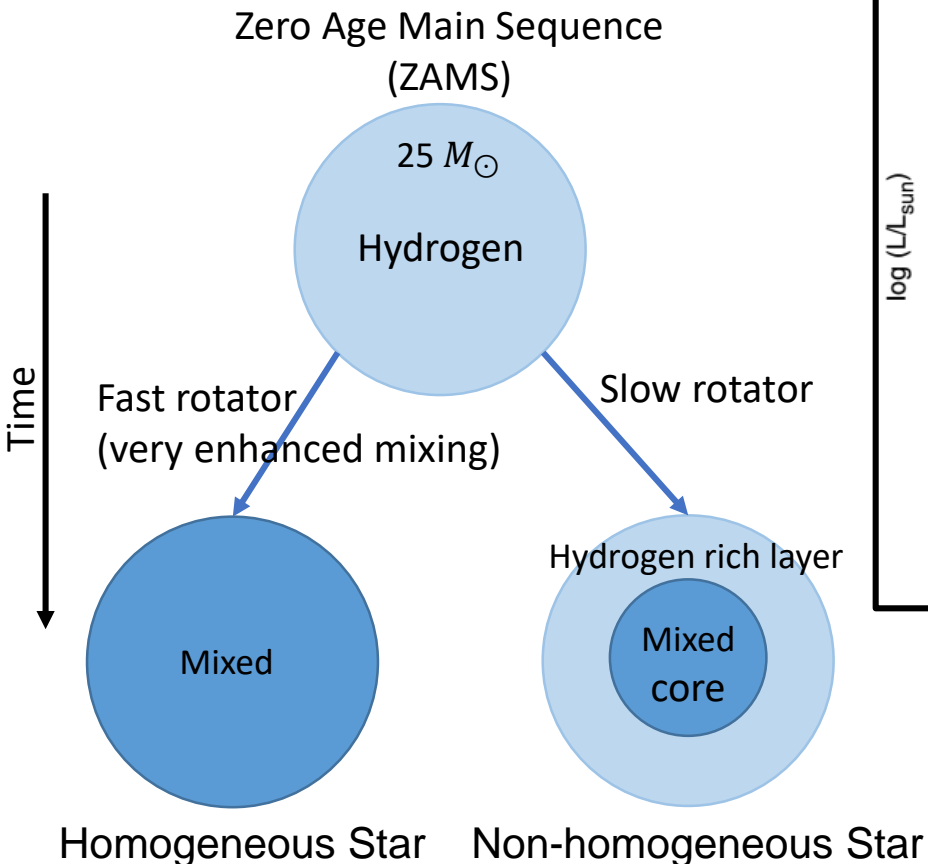 Zero Age Main Sequence
(ZAMS)
25 M☉
Hydrogen
Time
Fast rotator
(very enhanced mixing)
Slow rotator
Mixed
Hydrogen rich layer
Mixed
core
Homogeneous Star
Non-homogeneous Star
log (L/Lsun)